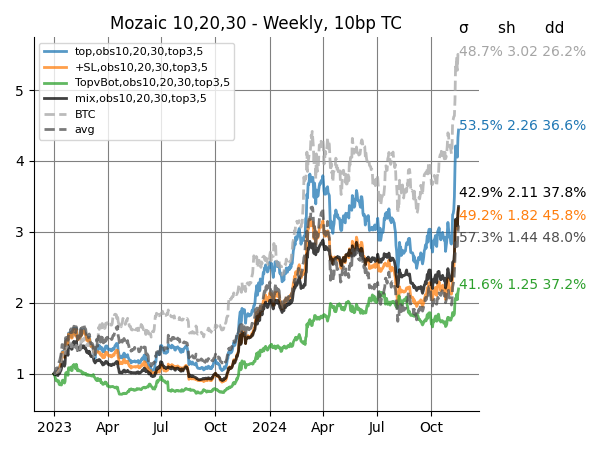 Mozaic 10,20,30 - Weekly, 10bp TC
σ sh dd
top,obs10,20,30,top3,5
+SL,obs10,20,30,top3,5
TopvBot,obs10,20,30,top3,5
mix,obs10,20,30,top3,5
BTC
avg
48.7% 3.02 26.2%
53.5% 2.26 36.6%
42.9% 2.11 37.8%
49.2% 1.82 45.8%
57.3% 1.44 48.0%
41.6% 1.25 37.2%
5
4
3
2
1
2023 Apr Jul Oct 2024 Apr Jul Oct